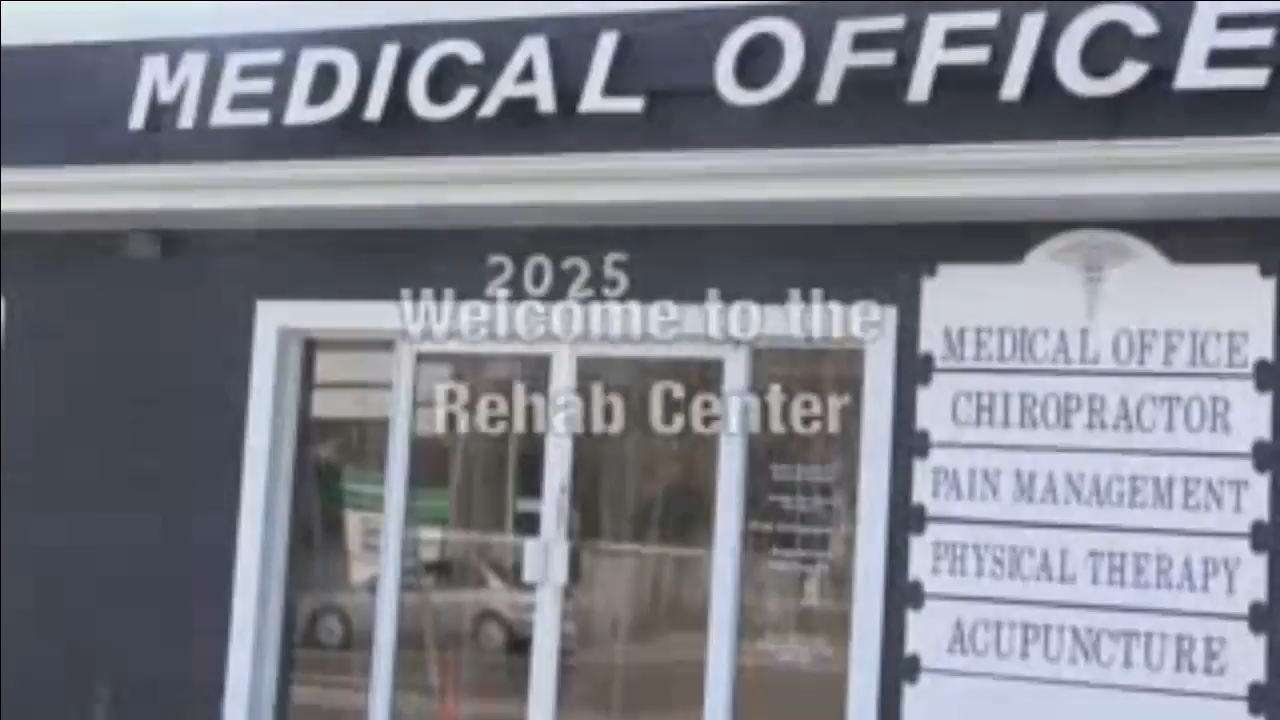 MEDICAL OFFICE
2025
Welcome to the
Rehab Center
MEDICAL OFFICE
CHIROPRACTOR
PAIN MANAGEMENT
PHYSICAL THERAPY
ACUPUNCTURE